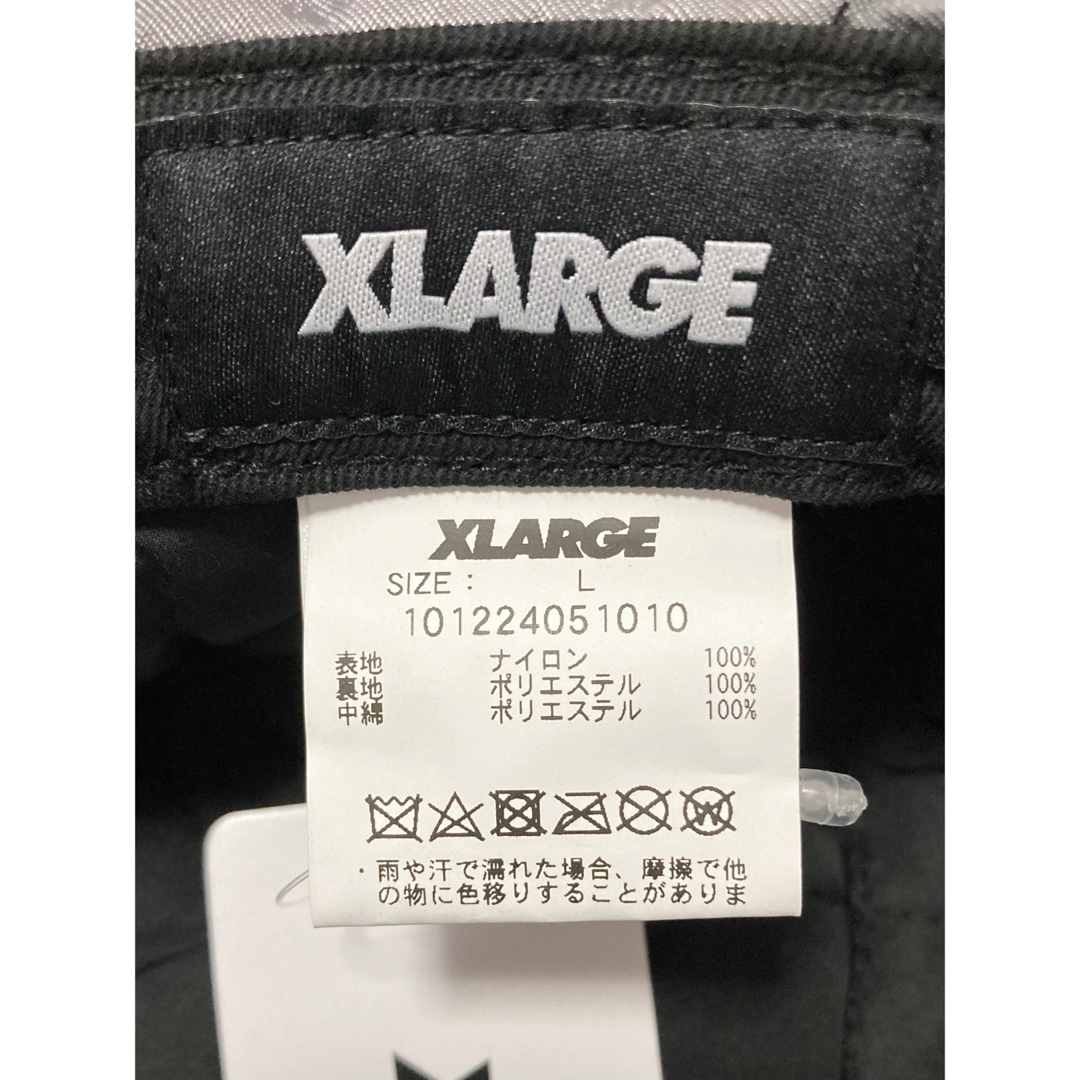 XLARGE
XLARGE
SIZE : L
101224051010
表地 ナイロン 100%
裏地 ポリエステル 100%
中綿 ポリエステル 100%
W
・雨や汗で濡れた場合、摩擦で他
の物に色移りすることがありま